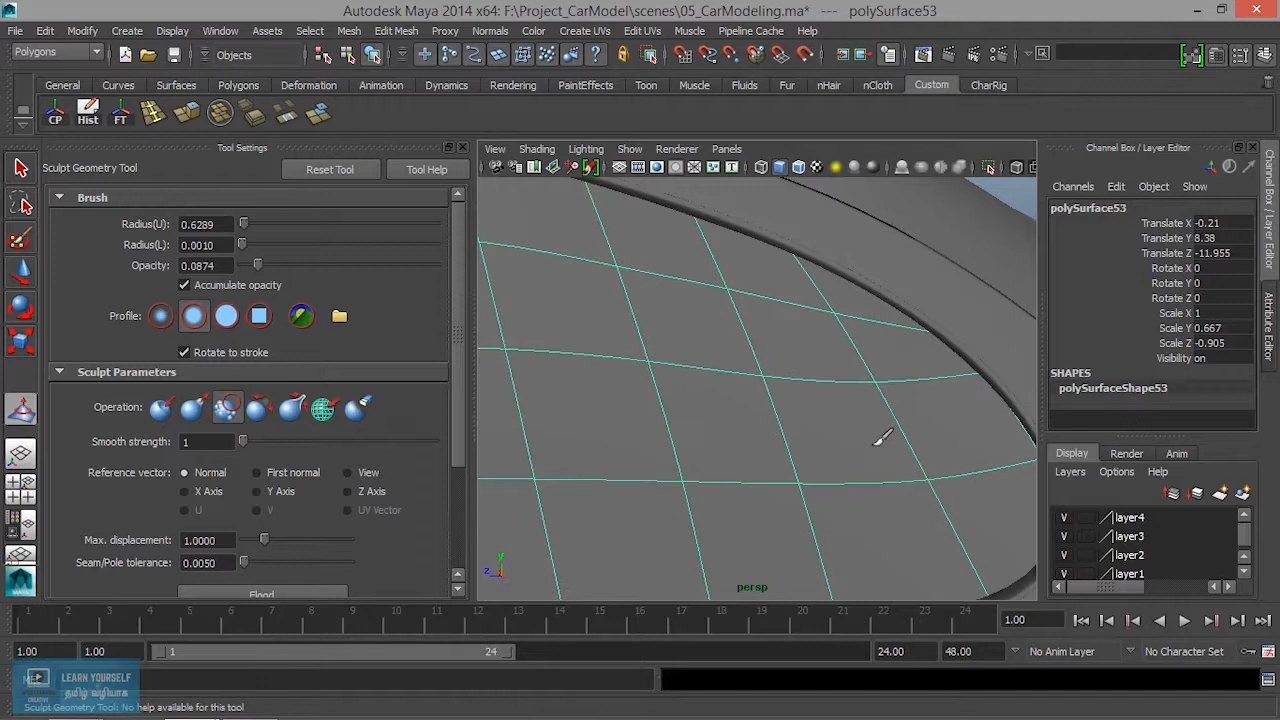 Autodesk Maya 2014 x64: F:\Project_CarModel\scenes\05_CarModeling.ma* --- polySurface53
File Edit Modify Create Display Window Assets Select Mesh Edit Mesh Proxy Normals Color Create UVs Edit UVs Muscle Pipeline Cache Help
Polygons
Objects
General Curves Surfaces Polygons Deformation Animation Dynamics Rendering PaintEffects Toon Muscle Fluids Fur nHair nCloth Custom CharRig
CP Hist FT
Tool Settings
Sculpt Geometry Tool
Reset Tool
Tool Help
Brush
Radius(U): 0.6289
Radius(L): 0.0010
Opacity: 0.0874
Accumulate opacity
Profile:
Rotate to stroke
Sculpt Parameters
Operation:
Smooth strength: 1
Reference vector: Normal First normal View
X Axis Y Axis Z Axis
U V UV Vector
Max. displacement: 1.0000
Seam/Pole tolerance: 0.0050
Flood
View Shading Lighting Show Renderer Panels
y
z
persp
Channel Box / Layer Editor
Channels Edit Object Show
polySurface53
Translate X -0.21
Translate Y 8.38
Translate Z -11.955
Rotate X 0
Rotate Y 0
Rotate Z 0
Scale X 1
Scale Y 0.667
Scale Z -0.905
Visibility on
SHAPES
polySurfaceShape53
Display Render Anim
Layers Options Help
V layer4
V layer3
V layer2
V layer1
Channel Box / Layer Editor
Attribute Editor
1 2 3 4 5 6 7 8 9 10 11 12 13 14 15 16 17 18 19 20 21 22 23 24
1.00
1.00 1.00 1 24 24.00 48.00 No Anim Layer No Character Set
LEARN YOURSELF
தமிழ் வழியாக
Sculpt Geometry Tool: No help available for this tool